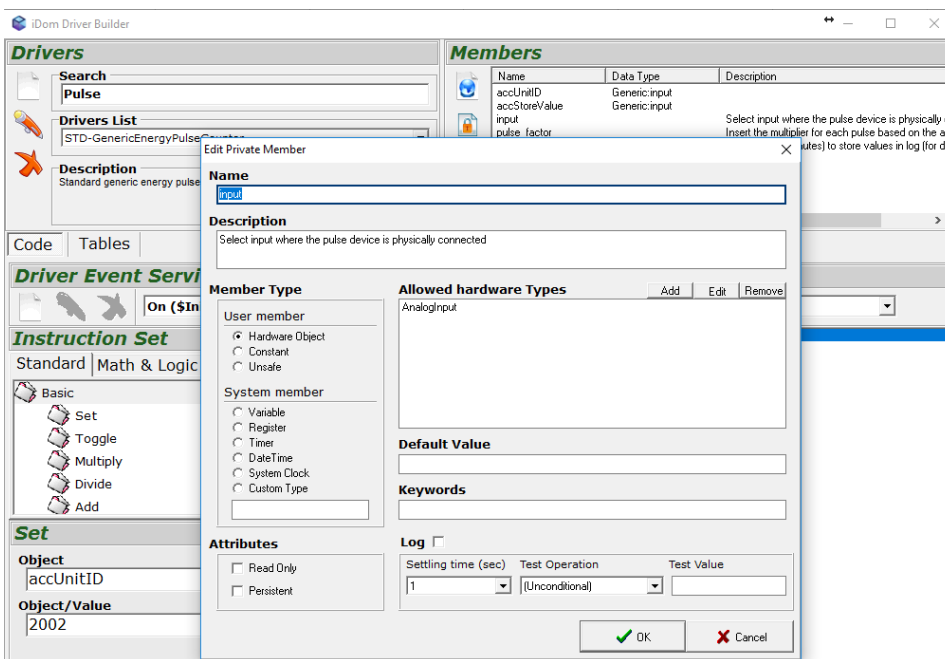 iDom Driver Builder
Drivers
Search
Pulse
Drivers List
STD-GenericEnergyPulseCounter
Description
Standard generic energy pulse
Members
Name Data Type Description
accUnitID Generic:input
accStoreValue Generic:input
input Select input where the pulse device is physically
pulse_factor Insert the multiplier for each pulse based on the a
to store values in log (for d
Code Tables
Driver Event Servi
On ($In
Instruction Set
Standard Math & Logic
Basic
Set
Toggle
Multiply
Divide
Add
Set
Object
accUnitID
Object/Value
2002
Edit Private Member
Name
input
Description
Select input where the pulse device is physically connected
Member Type
User member
Hardware Object
Constant
Unsafe
System member
Variable
Register
Timer
DateTime
System Clock
Custom Type
Attributes
Read Only
Persistent
Allowed hardware Types Add Edit Remove
AnalogInput
Default Value
Keywords
Log
Settling time (sec) Test Operation Test Value
1 (Unconditional)
OK Cancel